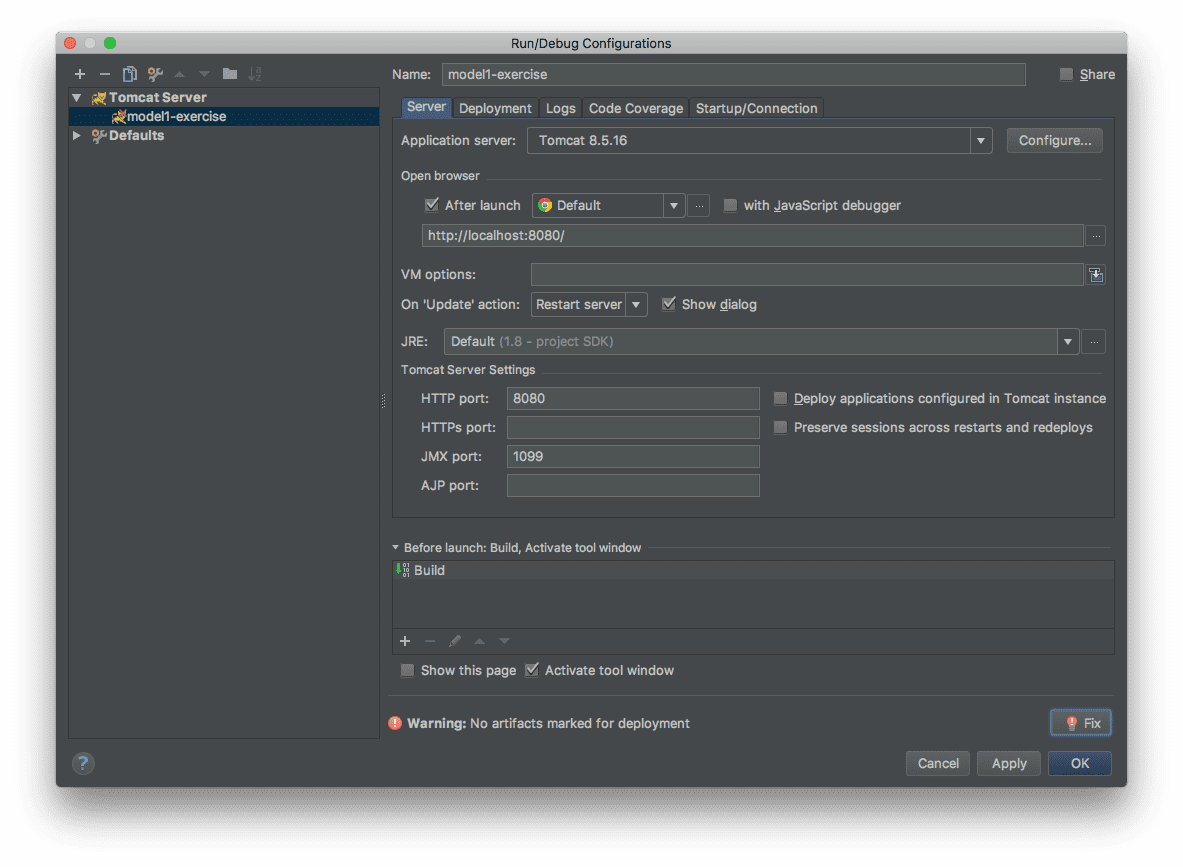 Run/Debug Configurations
Name: model1-exercise Share
Tomcat Server
model1-exercise
Defaults
Server Deployment Logs Code Coverage Startup/Connection
Application server: Tomcat 8.5.16 Configure...
Open browser
After launch Default ... with JavaScript debugger
http://localhost:8080/ ...
VM options:
On 'Update' action: Restart server Show dialog
JRE: Default (1.8 - project SDK) ...
Tomcat Server Settings
HTTP port: 8080 Deploy applications configured in Tomcat instance
HTTPs port: Preserve sessions across restarts and redeploys
JMX port: 1099
AJP port:
Before launch: Build, Activate tool window
Build
Show this page Activate tool window
Warning: No artifacts marked for deployment Fix
? Cancel Apply OK